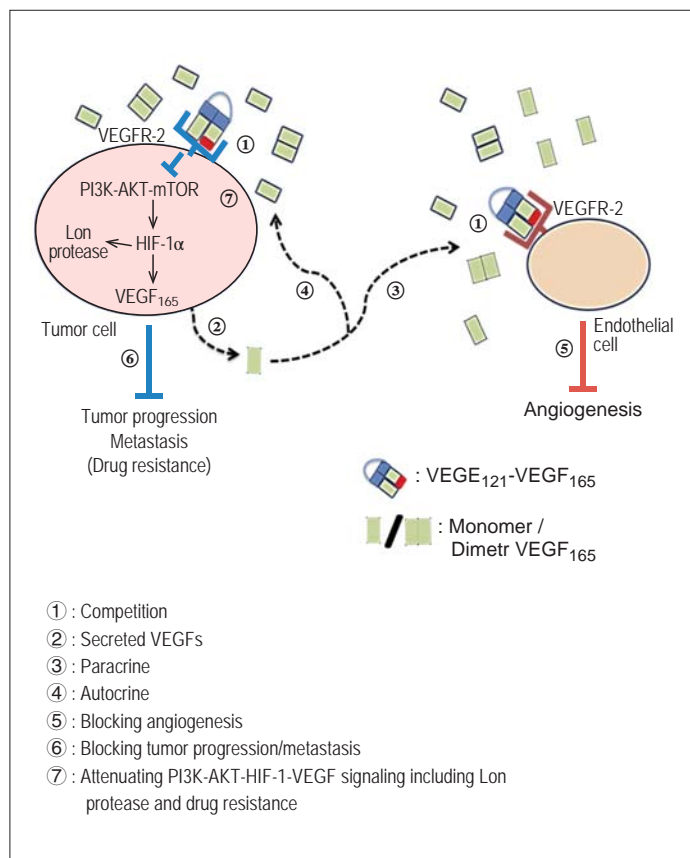 VEGFR-2
①
PI3K-AKT-mTOR
⑦
Lon
protease
HIF-1α
VEGF165
Tumor cell
②
④
③
①
VEGFR-2
Endothelial
cell
⑤
⑥
Tumor progression
Metastasis
(Drug resistance)
Angiogenesis
: VEGE121-VEGF165
: Monomer /
Dimetr VEGF165
① : Competition
② : Secreted VEGFs
③ : Paracrine
④ : Autocrine
⑤ : Blocking angiogenesis
⑥ : Blocking tumor progression/metastasis
⑦ : Attenuating PI3K-AKT-HIF-1-VEGF signaling including Lon
protease and drug resistance